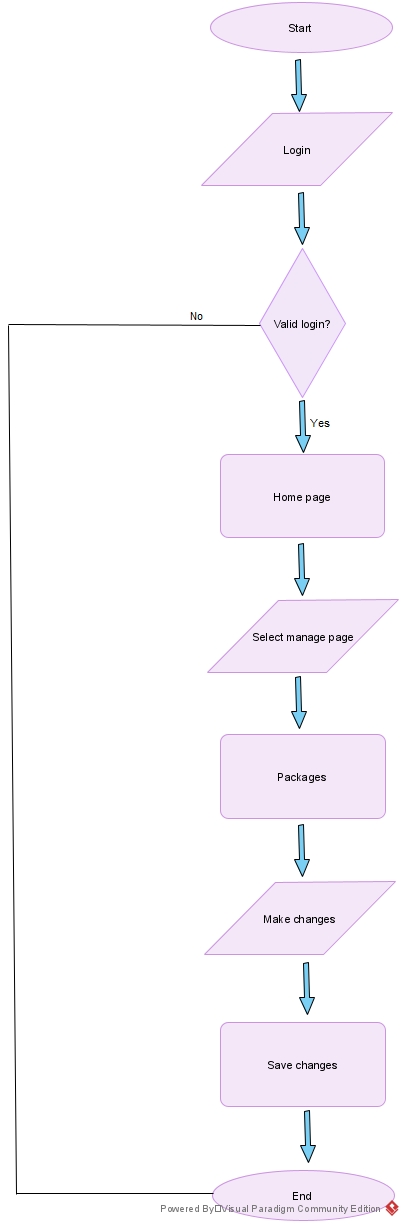 Start
Login
Valid login?
No
Yes
Home page
Select manage page
Packages
Make changes
Save changes
End
Powered By□Visual Paradigm Community Edition